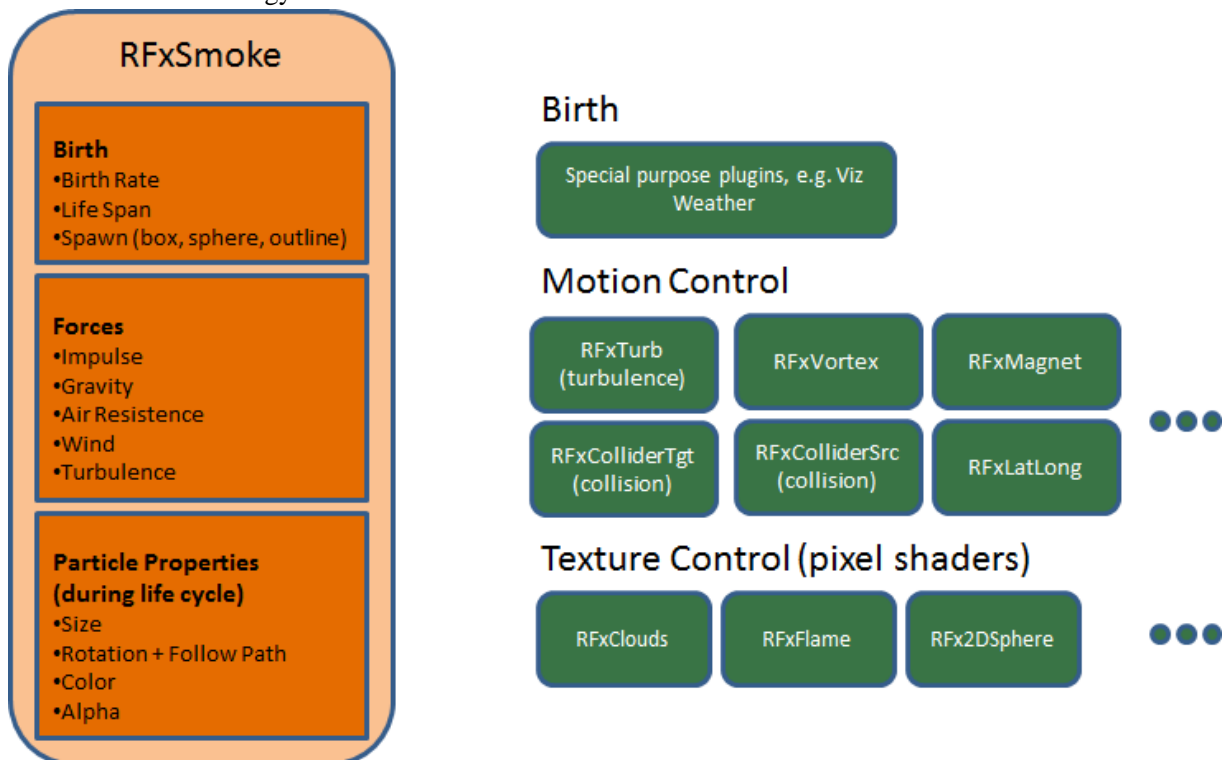 RFxSmoke
Birth
•Birth Rate
•Life Span
•Spawn (box, sphere, outline)
Forces
•Impulse
•Gravity
•Air Resistence
•Wind
•Turbulence
Particle Properties
(during life cycle)
•Size
•Rotation + Follow Path
•Color
•Alpha
Birth
Special purpose plugins, e.g. Viz
Weather
Motion Control
RFxTurb
(turbulence)
RFxVortex
RFxMagnet
RFxColliderTgt
(collision)
RFxColliderSrc
(collision)
RFxLatLong
Texture Control (pixel shaders)
RFxClouds
RFxFlame
RFx2DSphere